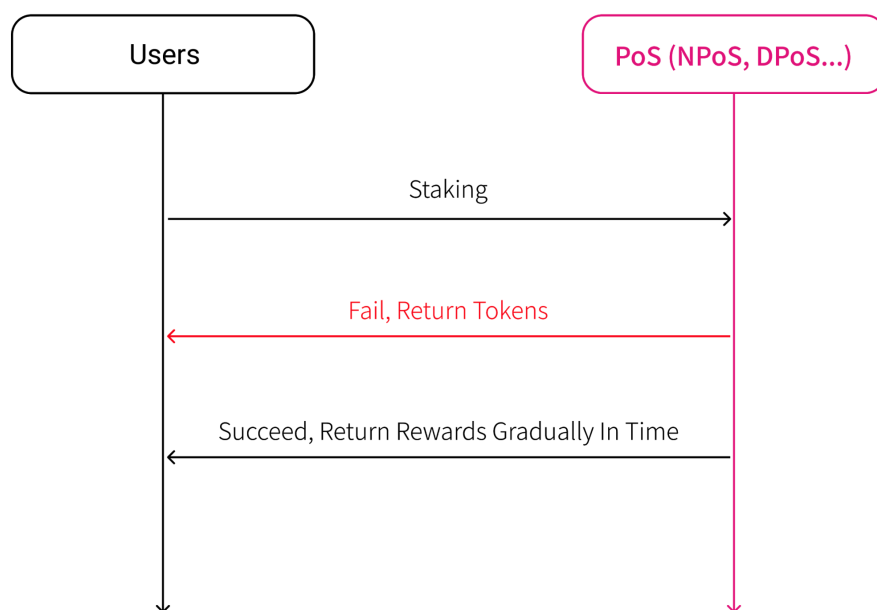 Users
PoS (NPoS, DPoS...)
Staking
Fail, Return Tokens
Succeed, Return Rewards Gradually In Time